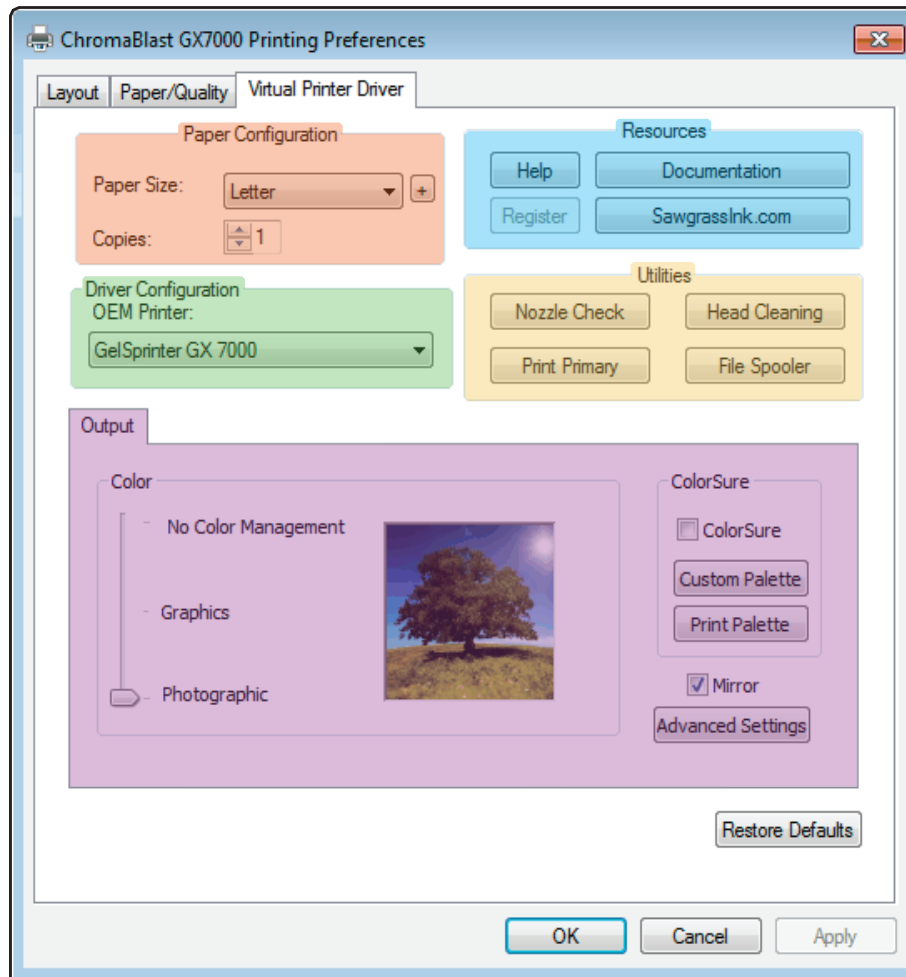 ChromaBlast GX7000 Printing Preferences
Layout
Paper/Quality
Virtual Printer Driver
Paper Configuration
Paper Size:
Letter
+
Copies:
1
Resources
Help
Documentation
Register
SawgrassInk.com
Driver Configuration
OEM Printer:
GelSprinter GX 7000
Utilities
Nozzle Check
Head Cleaning
Print Primary
File Spooler
Output
Color
No Color Management
Graphics
Photographic
ColorSure
ColorSure
Custom Palette
Print Palette
Mirror
Advanced Settings
Restore Defaults
OK
Cancel
Apply